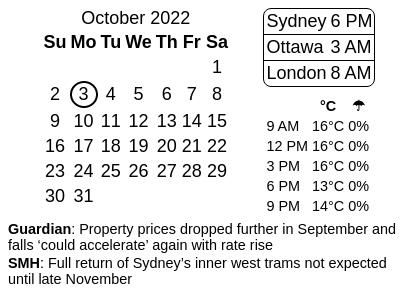 October 2022
Su Mo Tu We Th Fr Sa
1
2 3 4 5 6 7 8
9 10 11 12 13 14 15
16 17 18 19 20 21 22
23 24 25 26 27 28 29
30 31
Sydney 6 PM
Ottawa 3 AM
London 8 AM
°C ☂
9 AM 16°C 0%
12 PM 16°C 0%
3 PM 16°C 0%
6 PM 13°C 0%
9 PM 14°C 0%
Guardian: Property prices dropped further in September and
falls ‘could accelerate’ again with rate rise
SMH: Full return of Sydney’s inner west trams not expected
until late November